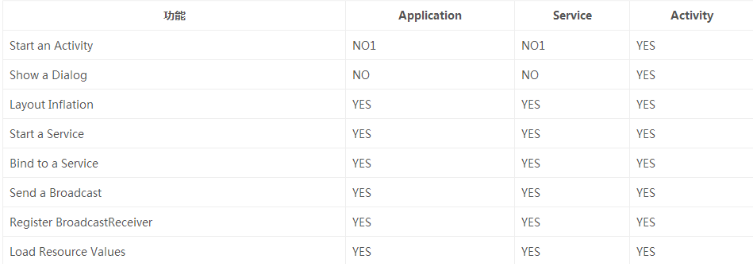 功能 Application Service Activity
Start an Activity NO1 NO1 YES
Show a Dialog NO NO YES
Layout Inflation YES YES YES
Start a Service YES YES YES
Bind to a Service YES YES YES
Send a Broadcast YES YES YES
Register BroadcastReceiver YES YES YES
Load Resource Values YES YES YES